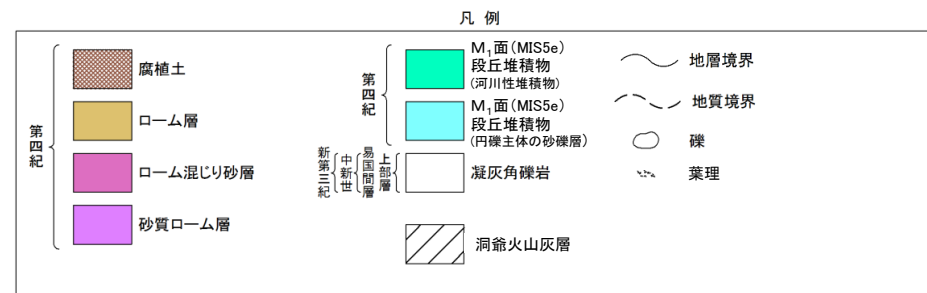 凡 例
第四紀
腐植土
ローム層
ローム混じり砂層
砂質ローム層
第四紀
M₁面(MIS5e)
段丘堆積物
(河川性堆積物)
M₁面(MIS5e)
段丘堆積物
(円礫主体の砂礫層)
新第三紀
中新世
易国間層
上部層
凝灰角礫岩
洞爺火山灰層
地層境界
地質境界
礫
葉理